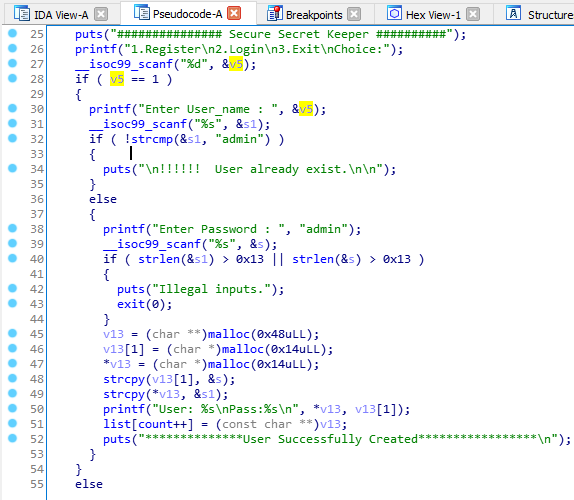 IDA View-A Pseudocode-A Breakpoints Hex View-1 Structures
25 puts("################ Secure Secret Keeper ##########");
26 printf("1.Register\n2.Login\n3.Exit\nChoice:");
27 __isoc99_scanf("%d", &v5);
28 if ( v5 == 1 )
29 {
30 printf("Enter User_name : ", &v5);
31 __isoc99_scanf("%s", &s1);
32 if ( !strcmp(&s1, "admin") )
33 {
34 puts("\n!!!!!!  User already exist.\n\n");
35 }
36 else
37 {
38 printf("Enter Password : ", "admin");
39 __isoc99_scanf("%s", &s);
40 if ( strlen(&s1) > 0x13 || strlen(&s) > 0x13 )
41 {
42 puts("Illegal inputs.");
43 exit(0);
44 }
45 v13 = (char **)malloc(0x48uLL);
46 v13[1] = (char *)malloc(0x14uLL);
47 *v13 = (char *)malloc(0x14uLL);
48 strcpy(v13[1], &s);
49 strcpy(*v13, &s1);
50 printf("User: %s\nPass:%s\n", *v13, v13[1]);
51 list[count++] = (const char **)v13;
52 puts("**************User Successfully Created*****************\n");
53 }
54 }
55 else